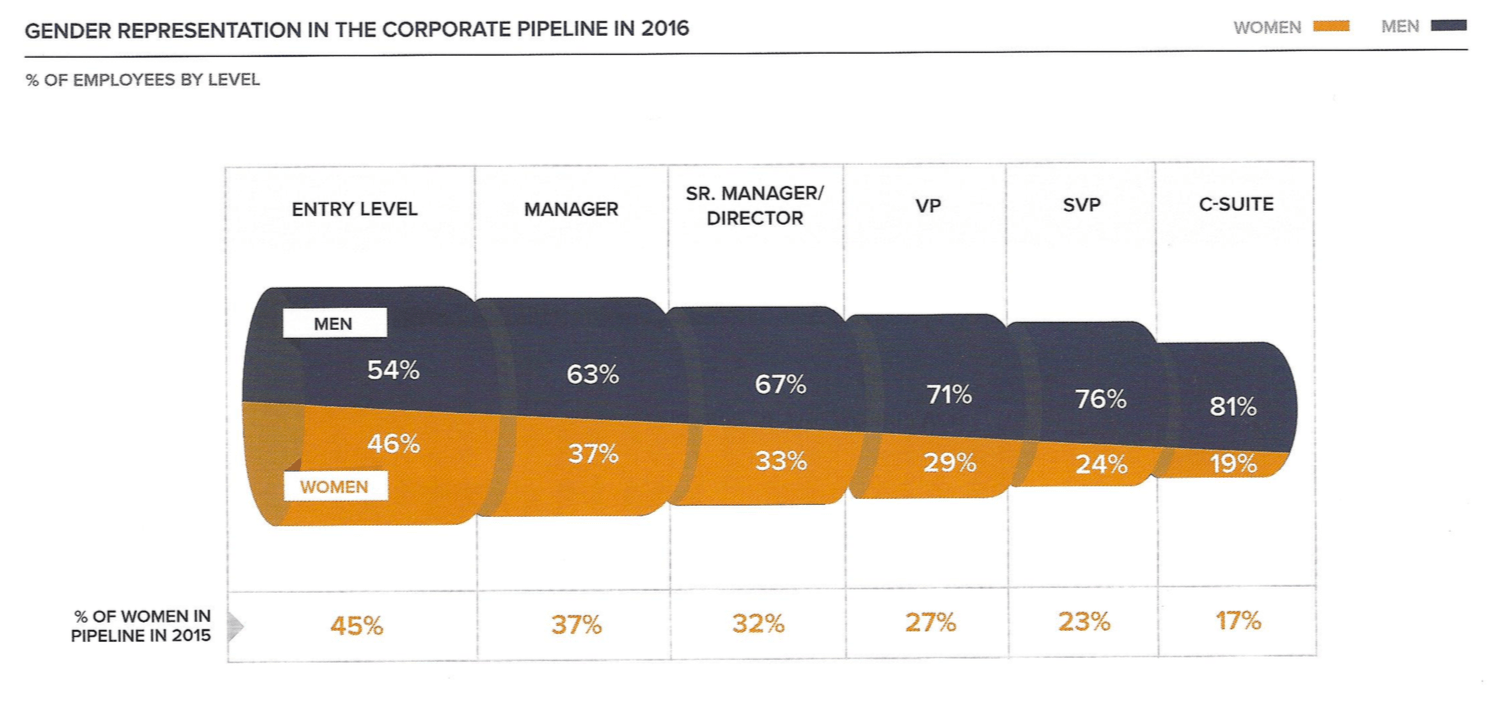 GENDER REPRESENTATION IN THE CORPORATE PIPELINE IN 2016
WOMEN
MEN
% OF EMPLOYEES BY LEVEL
ENTRY LEVEL
MANAGER
SR. MANAGER/
DIRECTOR
VP
SVP
C-SUITE
MEN
54%
63%
67%
71%
76%
81%
46%
37%
33%
29%
24%
19%
WOMEN
% OF WOMEN IN
PIPELINE IN 2015
45%
37%
32%
27%
23%
17%